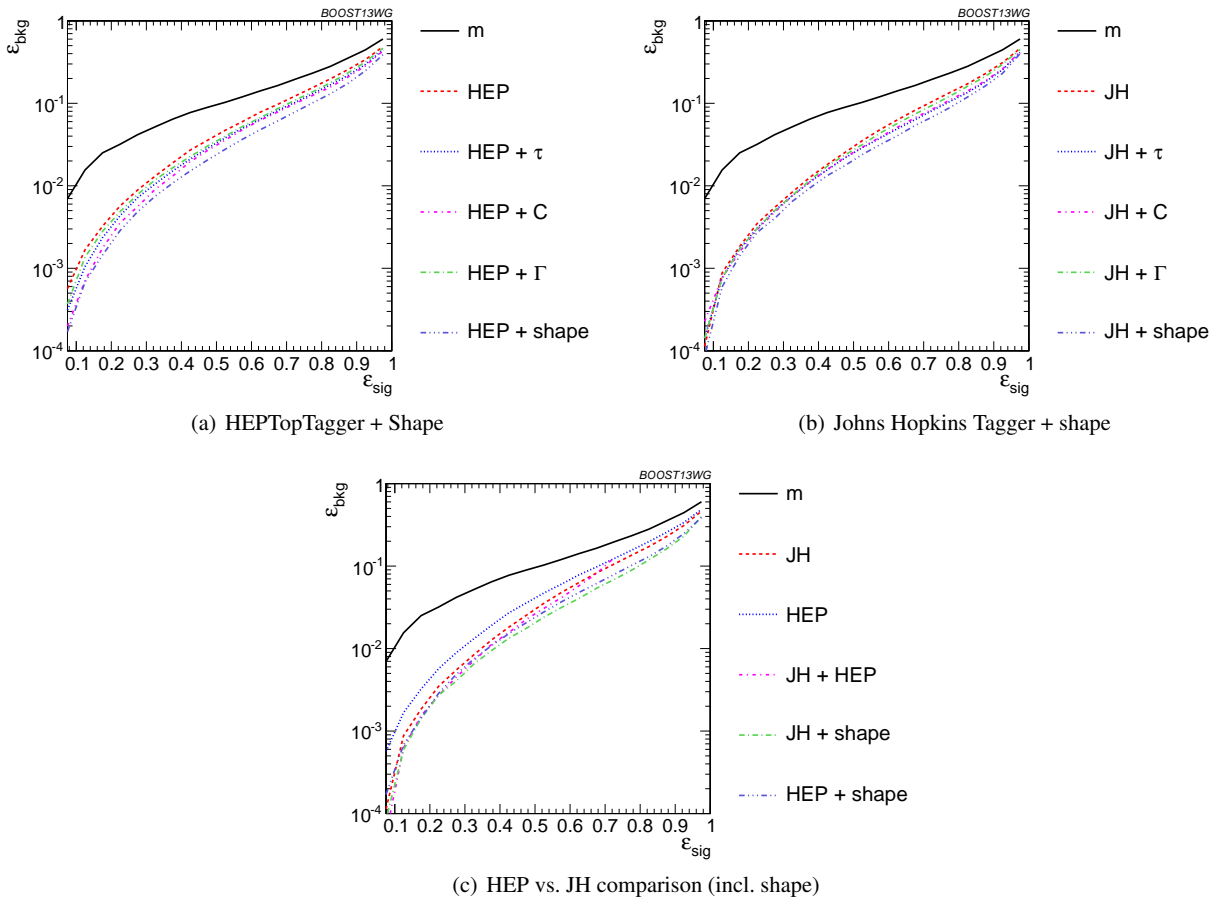 BOOST13WG
ε_bkg
1
10^-1
10^-2
10^-3
10^-4
0.1 0.2 0.3 0.4 0.5 0.6 0.7 0.8 0.9 1
ε_sig
m
HEP
HEP + τ
HEP + C
HEP + Γ
HEP + shape
(a) HEPTopTagger + Shape
BOOST13WG
ε_bkg
1
10^-1
10^-2
10^-3
10^-4
0.1 0.2 0.3 0.4 0.5 0.6 0.7 0.8 0.9 1
ε_sig
m
JH
JH + τ
JH + C
JH + Γ
JH + shape
(b) Johns Hopkins Tagger + shape
BOOST13WG
ε_bkg
1
10^-1
10^-2
10^-3
10^-4
0.1 0.2 0.3 0.4 0.5 0.6 0.7 0.8 0.9 1
ε_sig
m
JH
HEP
JH + HEP
JH + shape
HEP + shape
(c) HEP vs. JH comparison (incl. shape)